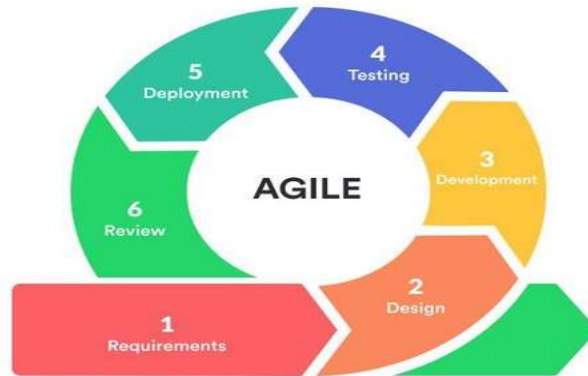 AGILE
1
Requirements
2
Design
3
Development
4
Testing
5
Deployment
6
Review